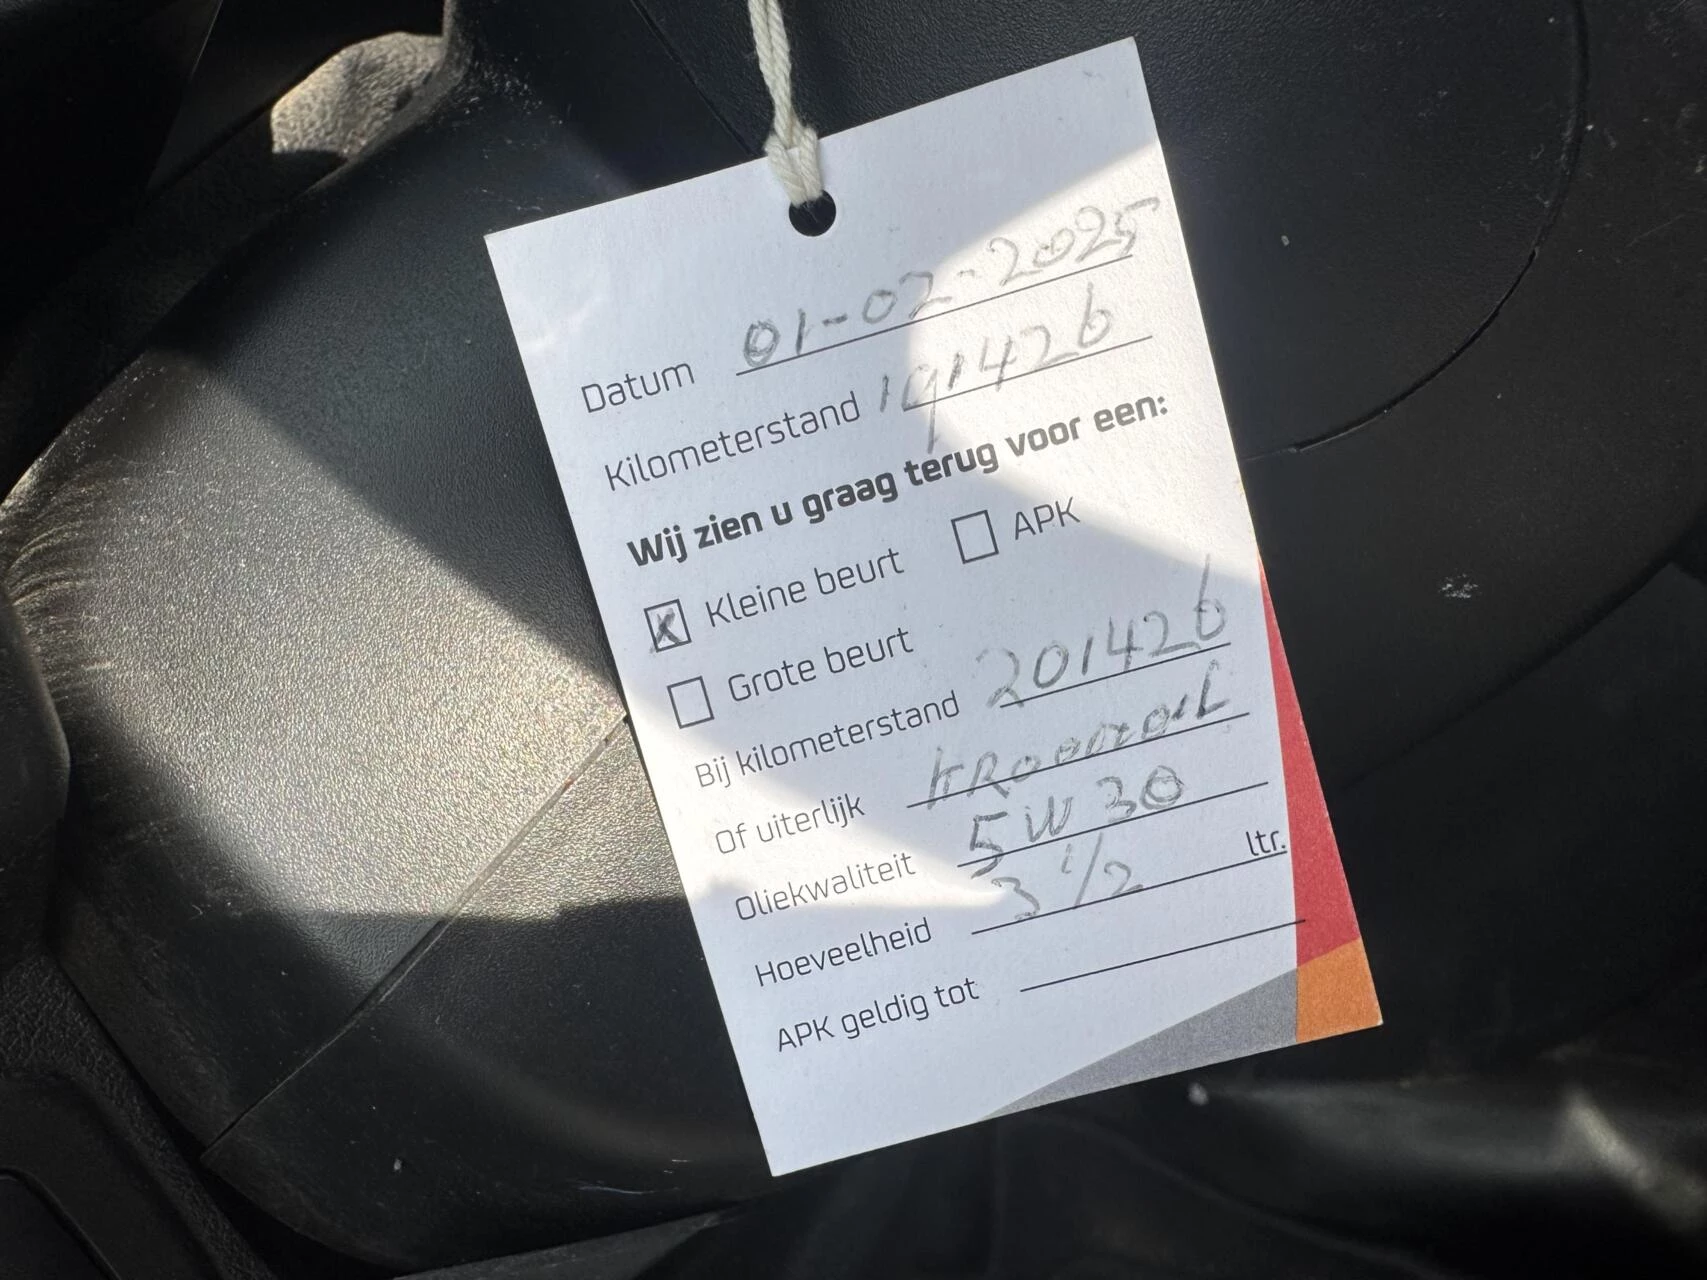 Datum 01-02-2025
Kilometerstand 191426
Wij zien u graag terug voor een:
☒ Kleine beurt ☐ APK
☐ Grote beurt
Bij kilometerstand 201426
Of uiterlijk KROONOIL
Oliekwaliteit 5W30
Hoeveelheid 3 1/2 ltr.
APK geldig tot